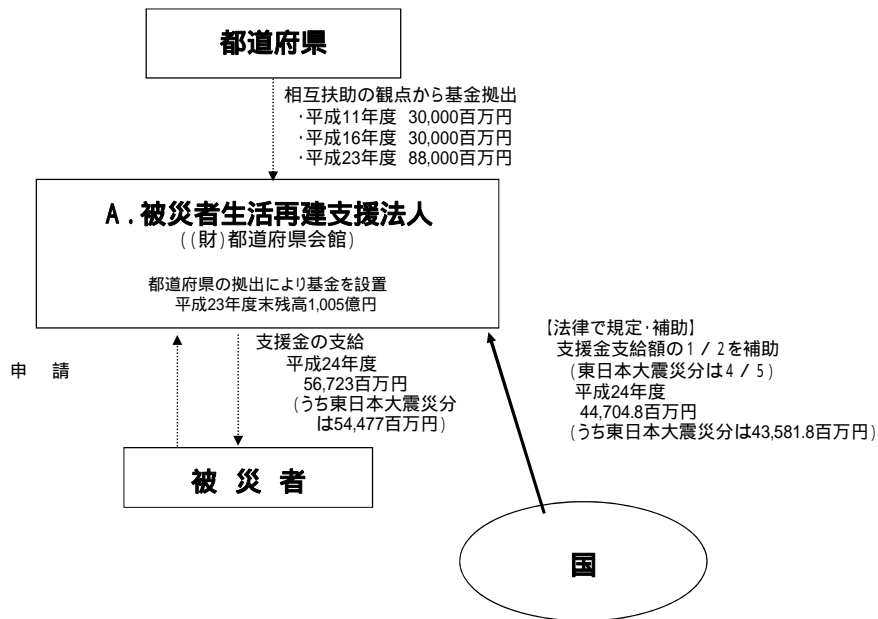 都道府県
相互扶助の観点から基金拠出
・平成11年度 30,000百万円
・平成16年度 30,000百万円
・平成23年度 88,000百万円
A．被災者生活再建支援法人
((財)都道府県会館)
都道府県の拠出により基金を設置
平成23年度末残高1,005億円
申 請
支援金の支給
平成24年度
56,723百万円
(うち東日本大震災分
は54,477百万円)
【法律で規定・補助】
支援金支給額の1／2を補助
(東日本大震災分は4／5)
平成24年度
44,704.8百万円
(うち東日本大震災分は43,581.8百万円)
被 災 者
国